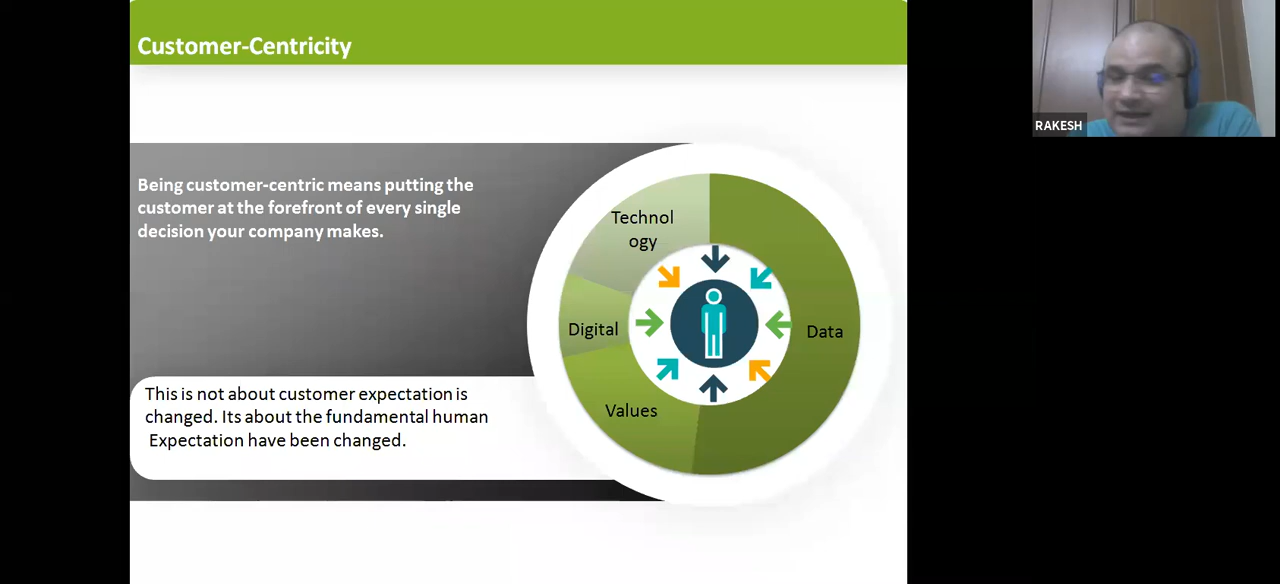 Customer-Centricity
RAKESH
Being customer-centric means putting the
customer at the forefront of every single
decision your company makes.
Technol
ogy
Digital
Data
Values
This is not about customer expectation is
changed. Its about the fundamental human
Expectation have been changed.